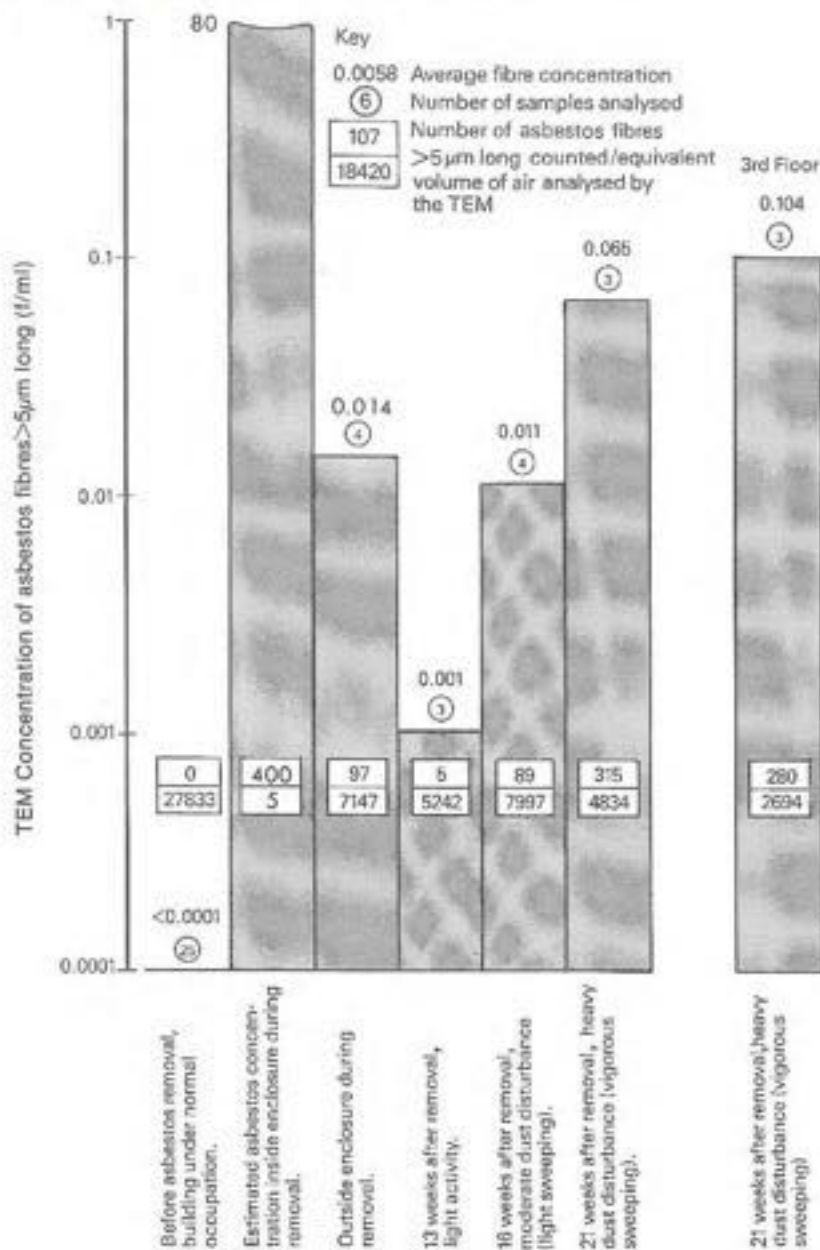 TEM Concentration of asbestos fibres>5µm long (f/ml)
1
0.1
0.01
0.001
0.0001
80
Key
0.0058 Average fibre concentration
6 Number of samples analysed
107 Number of asbestos fibres
18420 >5µm long counted/equivalent
volume of air analysed by
the TEM
3rd Floor
0.104
3
0.065
3
0.014
4
0.011
4
0.001
3
0
27833
400
5
97
7147
5
5242
89
7997
315
4834
280
2694
<0.0001
25
Before asbestos removal,
building under normal
occupation.
Estimated asbestos concen-
tration inside enclosure during
removal.
Outside enclosure during
removal.
13 weeks after removal,
light activity.
16 weeks after removal,
moderate dust disturbance
(light sweeping).
21 weeks after removal, heavy
dust disturbance (vigorous
sweeping).
21 weeks after removal,heavy
dust disturbance (vigorous
sweeping)